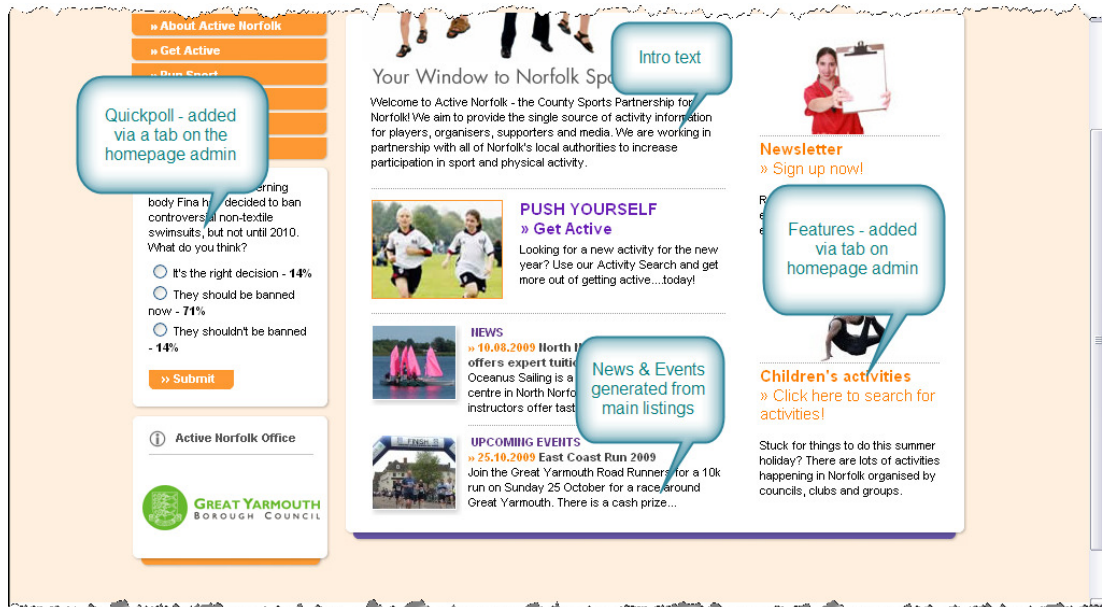 » About Active Norfolk
» Get Active
» Run Sport
Quickpoll - added
via a tab on the
homepage admin
body Fina
decided to ban
controversial non-textile
swimsuits, but not until 2010.
What do you think?
It's the right decision - 14%
They should be banned
now - 71%
They shouldn't be banned
- 14%
» Submit
Active Norfolk Office
GREAT YARMOUTH
BOROUGH COUNCIL
Intro text
Your Window to Norfolk
Welcome to Active Norfolk - the County Sports Partnership for
Norfolk! We aim to provide the single source of activity information
for players, organisers, supporters and media. We are working in
partnership with all of Norfolk's local authorities to increase
participation in sport and physical activity.
PUSH YOURSELF
» Get Active
Looking for a new activity for the new
year? Use our Activity Search and get
more out of getting active....today!
NEWS
» 10.08.2009 North
offers expert
Oceanus Sailing is a
centre in North
instructors offer
News & Events
generated from
main listings
UPCOMING EVENTS
» 25.10.2009 East Coast Run 2009
Join the Great Yarmouth Road Runners for a 10k
run on Sunday 25 October for a race around
Great Yarmouth. There is a cash prize...
Newsletter
» Sign up now!
Features - added
via tab on
homepage admin
Children's activities
» Click here to search for
activities!
Stuck for things to do this summer
holiday? There are lots of activities
happening in Norfolk organised by
councils, clubs and groups.